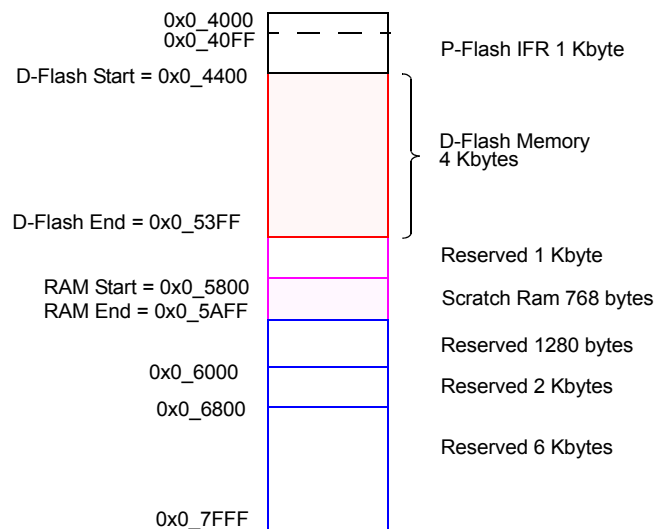 0x0_4000
0x0_40FF
P-Flash IFR 1 Kbyte
D-Flash Start = 0x0_4400
D-Flash Memory
4 Kbytes
D-Flash End = 0x0_53FF
Reserved 1 Kbyte
RAM Start = 0x0_5800
Scratch Ram 768 bytes
RAM End = 0x0_5AFF
Reserved 1280 bytes
0x0_6000
Reserved 2 Kbytes
0x0_6800
Reserved 6 Kbytes
0x0_7FFF